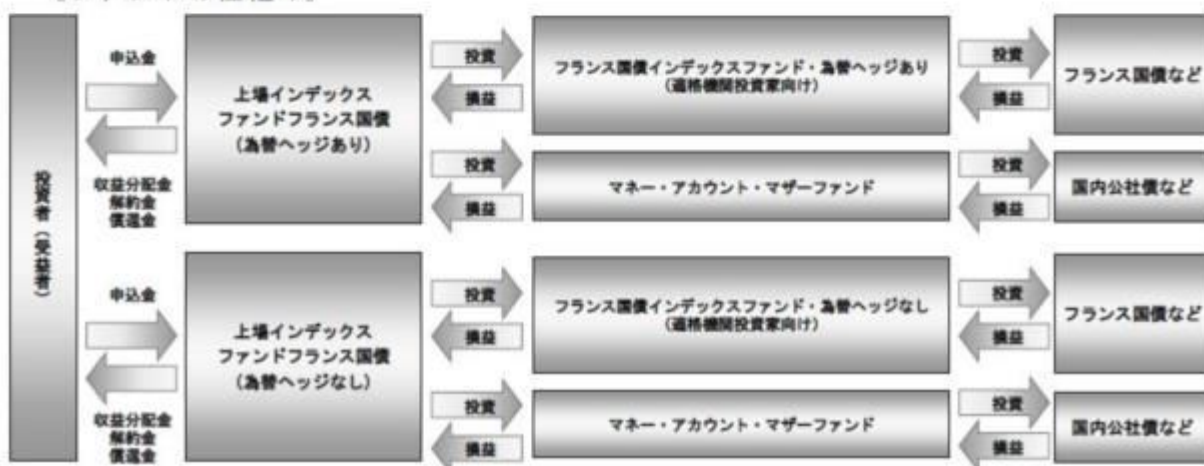 投資者（受益者）
申込金
収益分配金
解約金
償還金
上場インデックス
ファンドフランス国債
（為替ヘッジあり）
投資
損益
フランス国債インデックスファンド・為替ヘッジあり
（適格機関投資家向け）
投資
損益
フランス国債など
投資
損益
マネー・アカウント・マザーファンド
投資
損益
国内公社債など
申込金
収益分配金
解約金
償還金
上場インデックス
ファンドフランス国債
（為替ヘッジなし）
投資
損益
フランス国債インデックスファンド・為替ヘッジなし
（適格機関投資家向け）
投資
損益
フランス国債など
投資
損益
マネー・アカウント・マザーファンド
投資
損益
国内公社債など